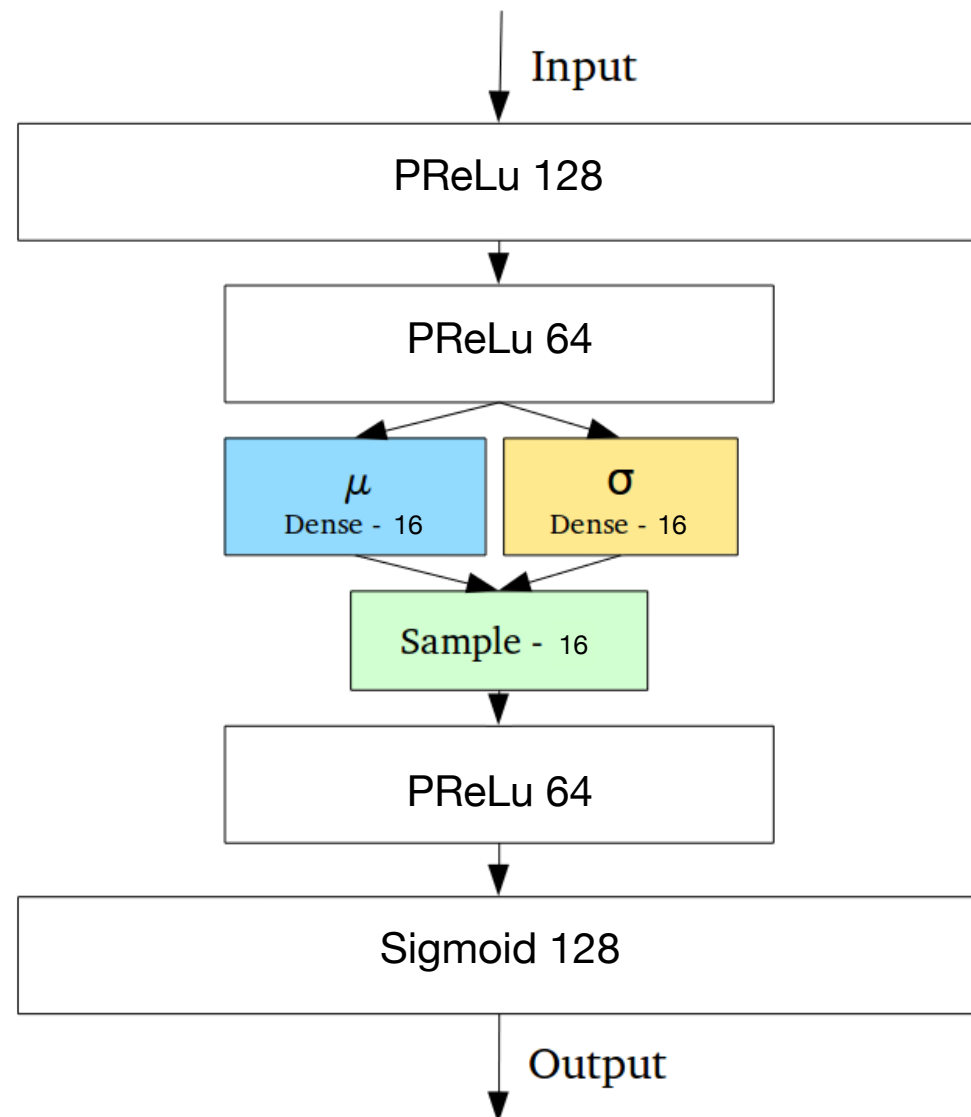 Input
PReLu 128
PReLu 64
μ
Dense - 16
σ
Dense - 16
Sample - 16
PReLu 64
Sigmoid 128
Output